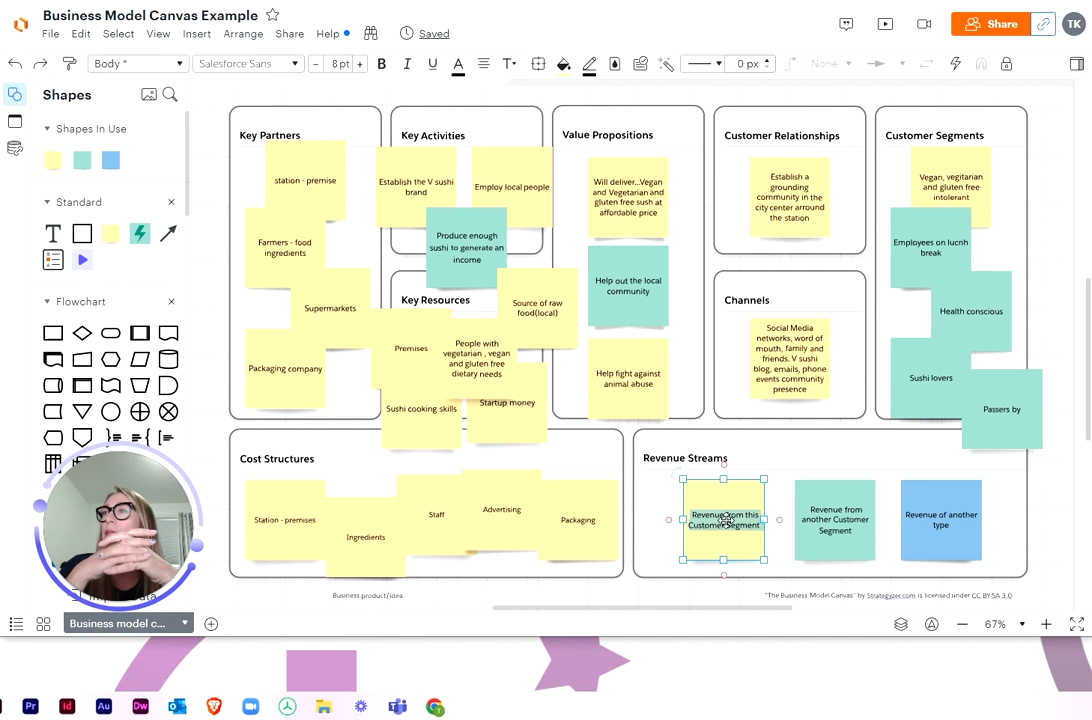 Business Model Canvas Example
File Edit Select View Insert Arrange Share Help Saved
Share
TK
Body *
Salesforce Sans
8 pt
B I U A T
0 px
None
Shapes
Shapes In Use
Standard
T
Flowchart
Key Partners
station - premise
Farmers - food
ingredients
Supermarkets
Packaging company
Key Activities
Establish the V sushi
brand
Employ local people
Produce enough
sushi to generate an
income
Key Resources
Source of raw
food(local)
Premises
People with
vegetarian , vegan
and gluten free
dietary needs
Sushi cooking skills
Startup money
Value Propositions
Will deliver...Vegan
and Vegetarian and
gluten free sush at
affordable price
Help out the local
community
Help fight against
animal abuse
Customer Relationships
Establish a
grounding
community in the
city center arround
the station
Channels
Social Media
networks, word of
mouth, family and
friends. V sushi
blog, emails, phone
events community
presence
Customer Segments
Vegan, vegitarian
and gluten free
intolerant
Employees on lucnh
break
Health conscious
Sushi lovers
Passers by
Cost Structures
Station - premises
Ingredients
Staff
Advertising
Packaging
Revenue Streams
Revenue from this
Customer Segment
Revenue from
another Customer
Segment
Revenue of another
type
Business product/idea
"The Business Model Canvas" by Strategyzer.com is licensed under CC BY-SA 3.0
Business model c...
67%
Pr Id Au Dw